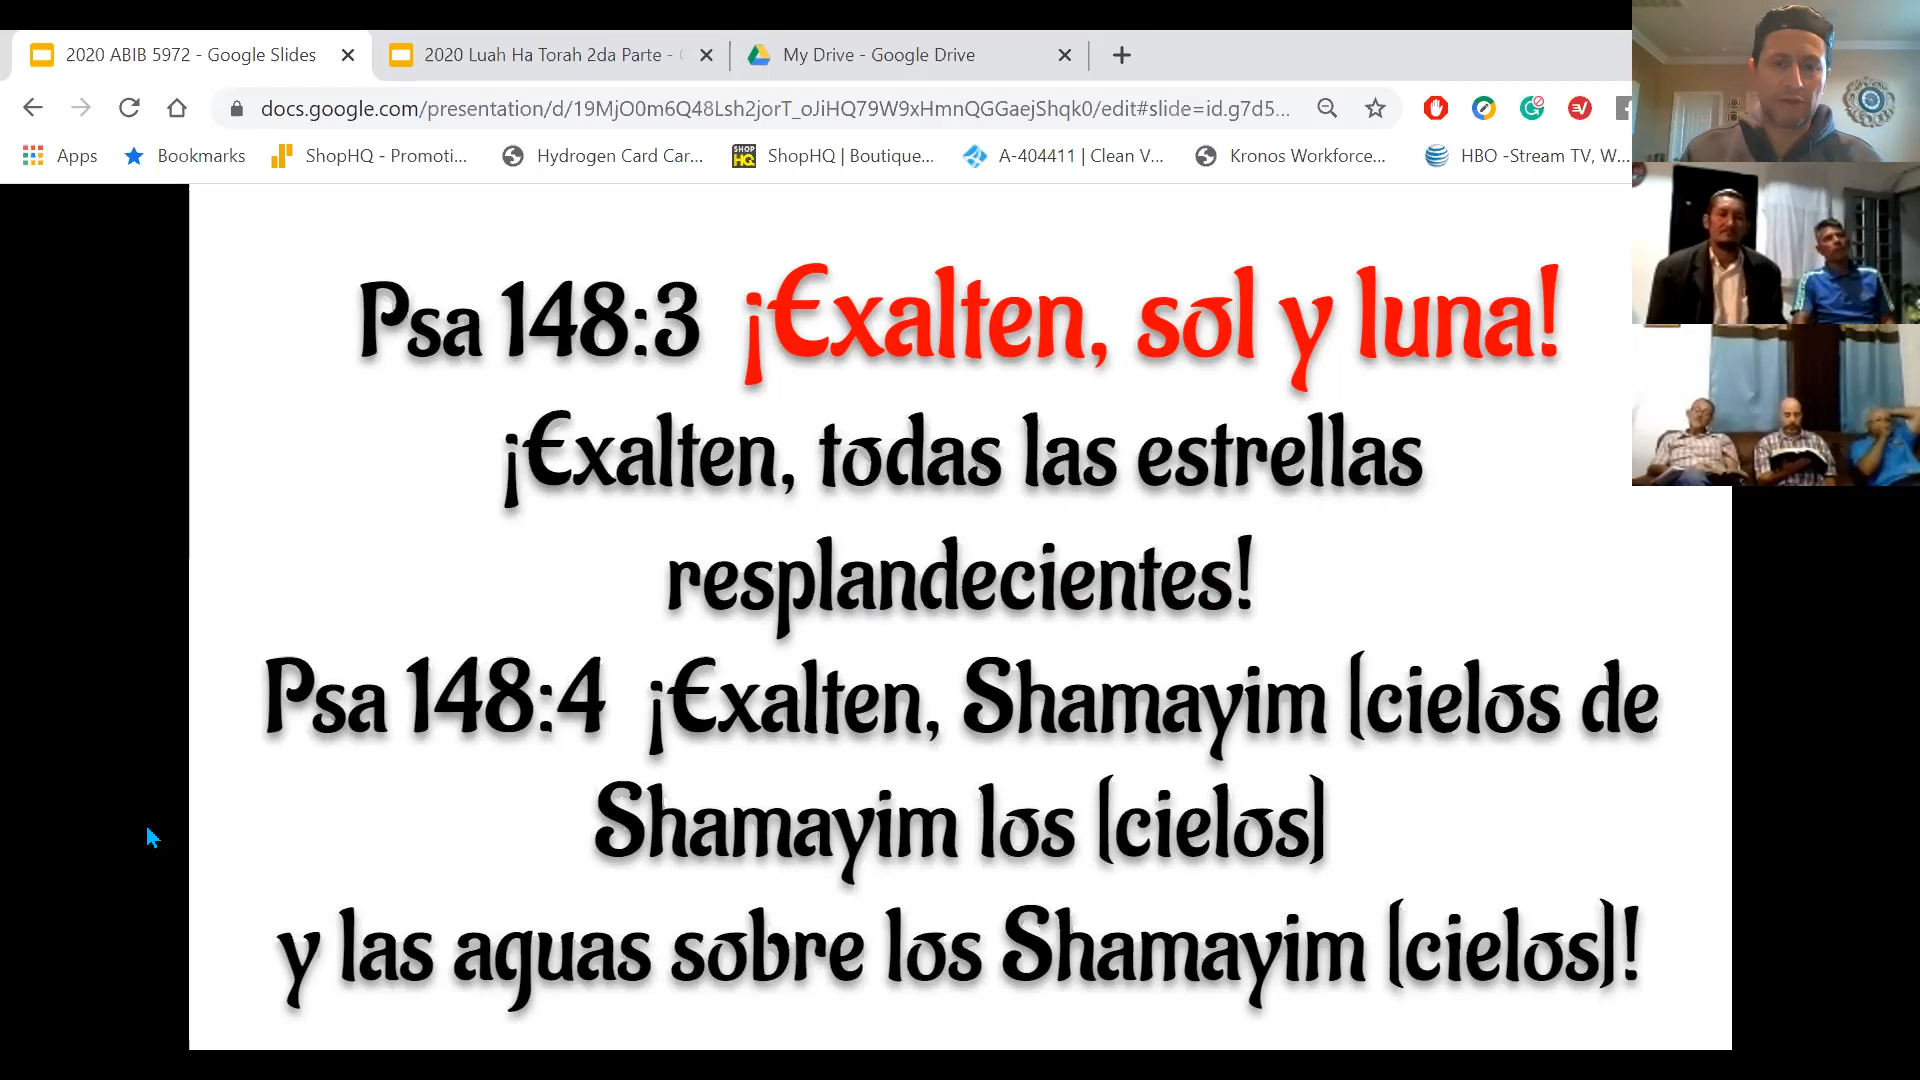 2020 ABIB 5972 - Google Slides
2020 Luah Ha Torah 2da Parte -
My Drive - Google Drive
docs.google.com/presentation/d/19MjO0m6Q48Lsh2jorT_oJiHQ79W9xHmnQGGaejShqk0/edit#slide=id.g7d5...
Apps Bookmarks ShopHQ - Promoti... Hydrogen Card Car... SHOP HQ ShopHQ | Boutique... A-404411 | Clean V... Kronos Workforce... HBO -Stream TV, W...
Psa 148:3 ¡Exalten, sol y luna!
¡Exalten, todas las estrellas
resplandecientes!
Psa 148:4 ¡Exalten, Shamayim (cielos de
Shamayim los (cielos)
y las aguas sobre los Shamayim (cielos)!